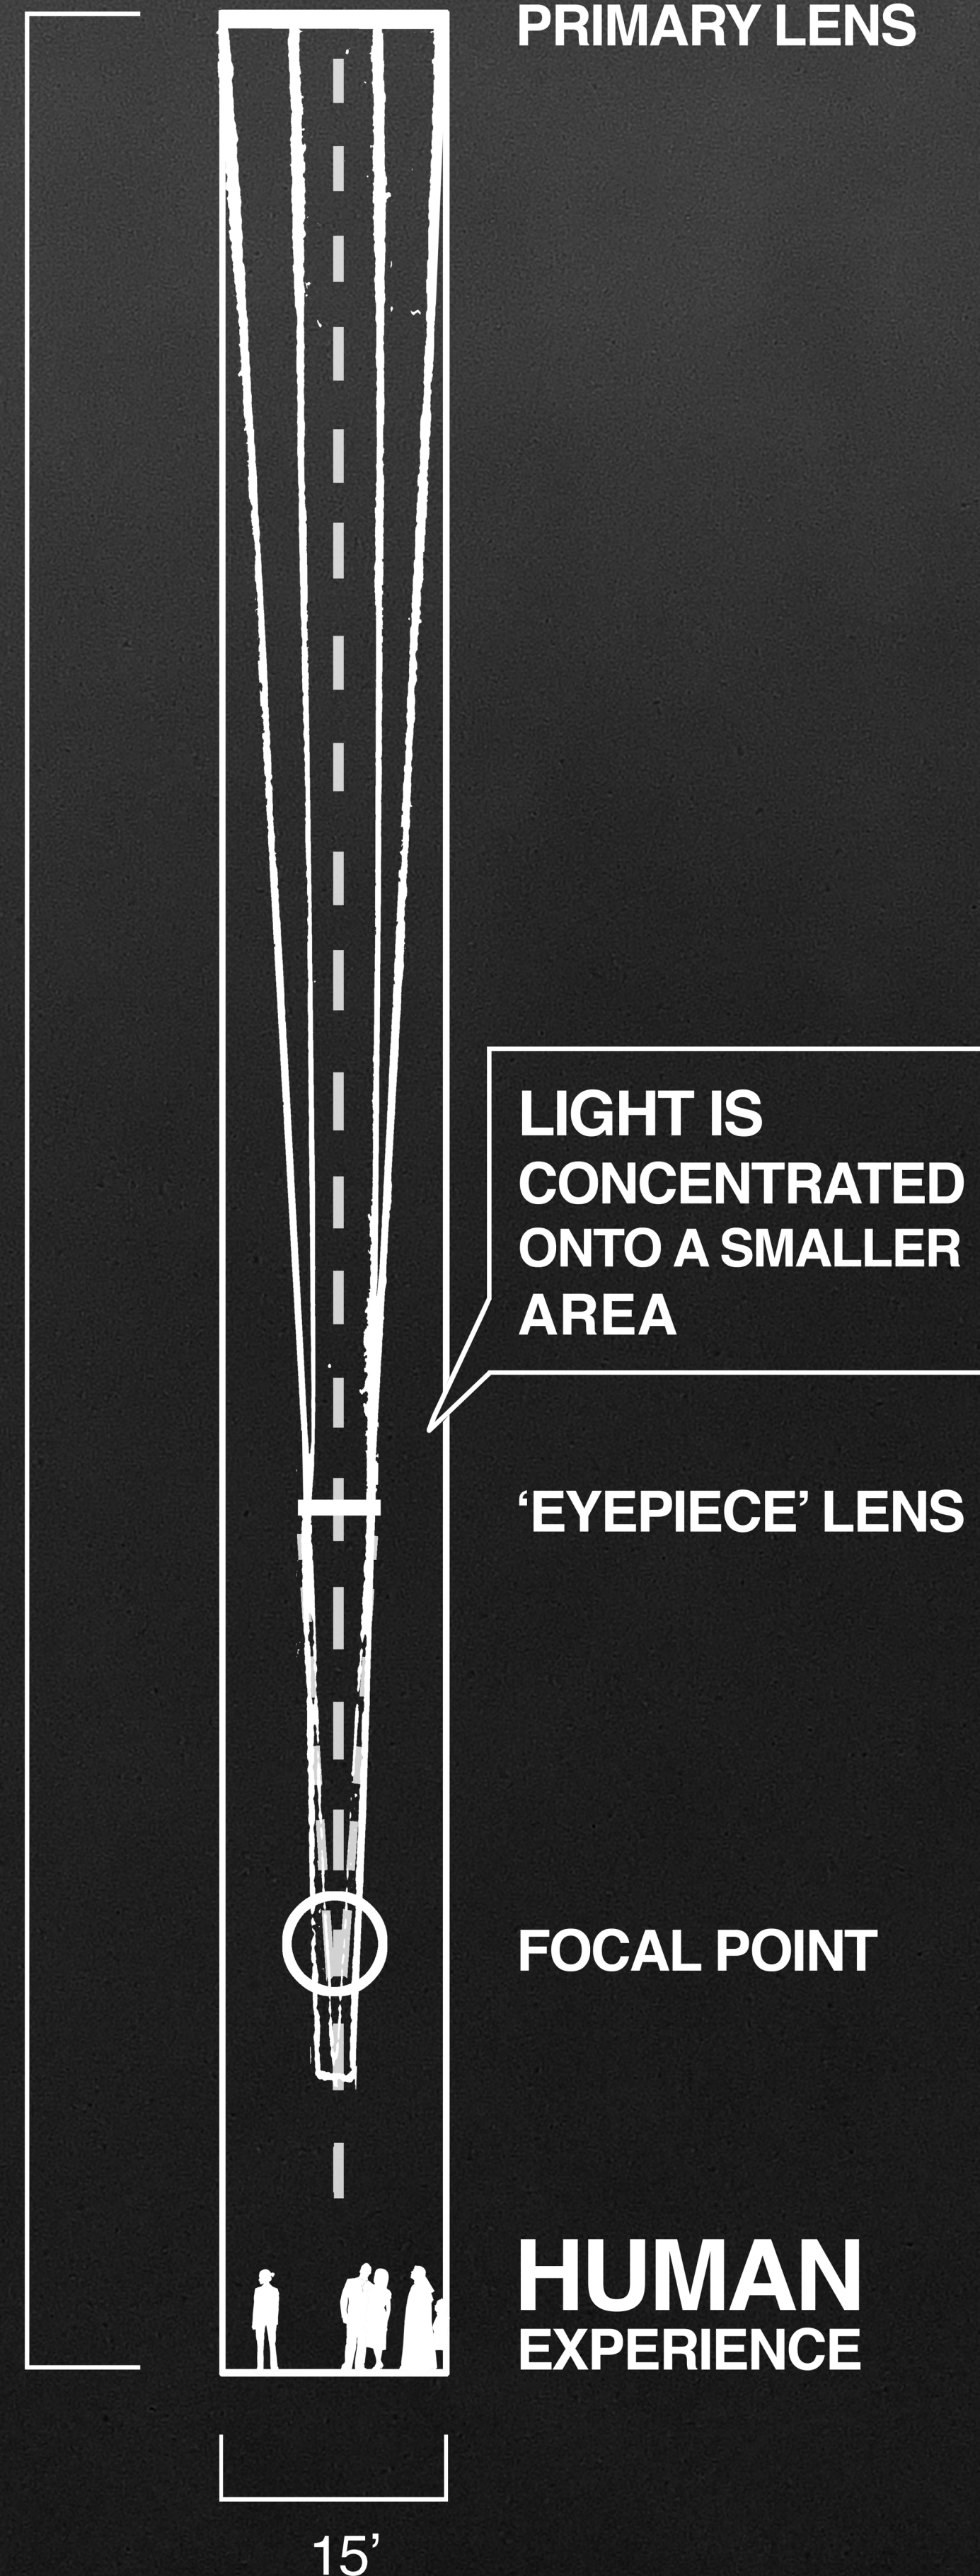 PRIMARY LENS
LIGHT IS
CONCENTRATED
ONTO A SMALLER
AREA
‘EYEPIECE’ LENS
FOCAL POINT
HUMAN
EXPERIENCE
15’